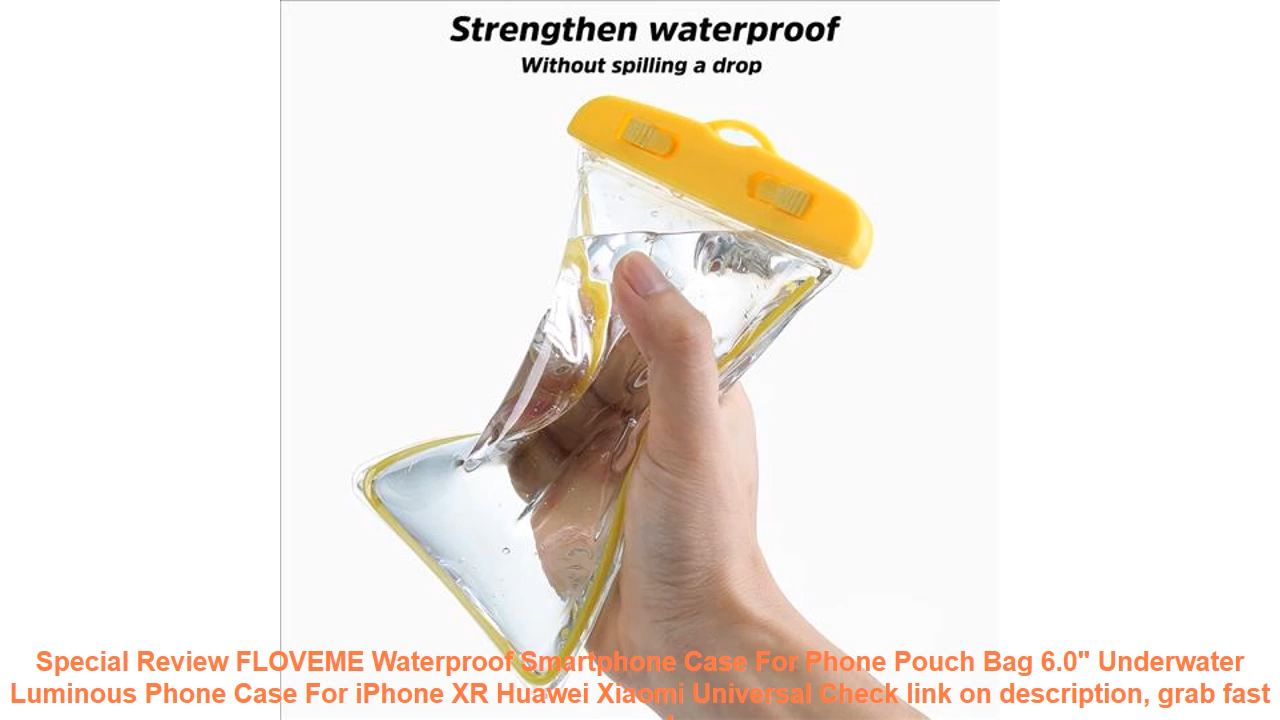 Strengthen waterproof
Without spilling a drop
Special Review FLOVEME Waterproof Smartphone Case For Phone Pouch Bag 6.0" Underwater
Luminous Phone Case For iPhone XR Huawei Xiaomi Universal Check link on description, grab fast